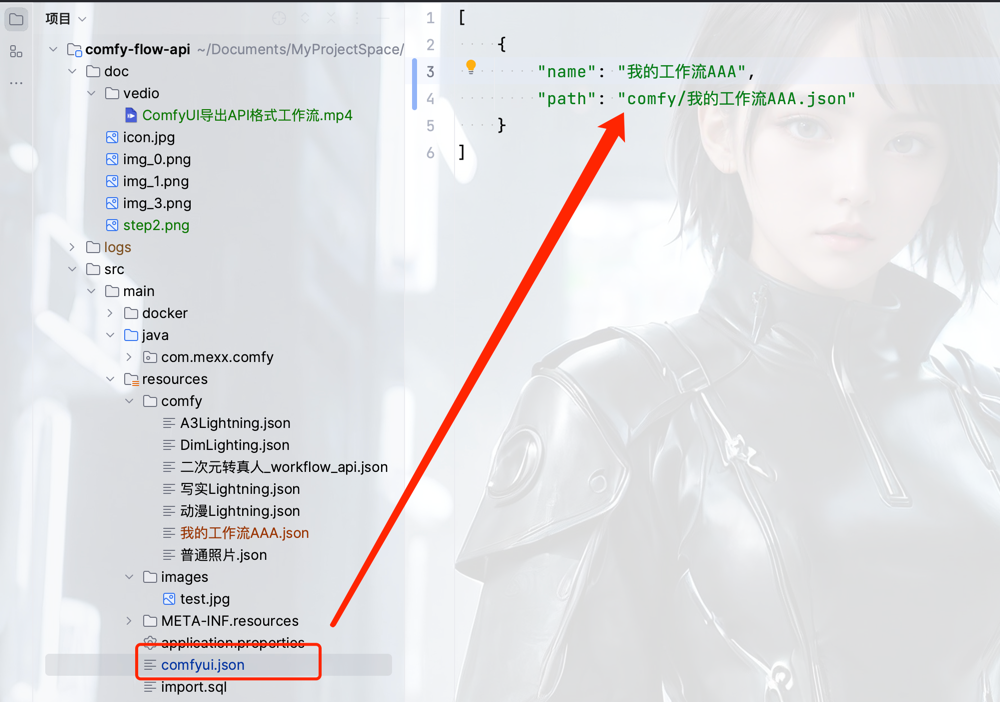 项目
comfy-flow-api ~/Documents/MyProjectSpace/
doc
vedio
ComfyUI导出API格式工作流.mp4
icon.jpg
img_0.png
img_1.png
img_3.png
step2.png
logs
src
main
docker
java
com.mexx.comfy
resources
comfy
A3Lightning.json
DimLighting.json
二次元转真人_workflow_api.json
写实Lightning.json
动漫Lightning.json
我的工作流AAA.json
普通照片.json
images
test.jpg
META-INF.resources
application.properties
comfyui.json
import.sql
1 [
2 {
3 "name": "我的工作流AAA",
4 "path": "comfy/我的工作流AAA.json"
5 }
6 ]